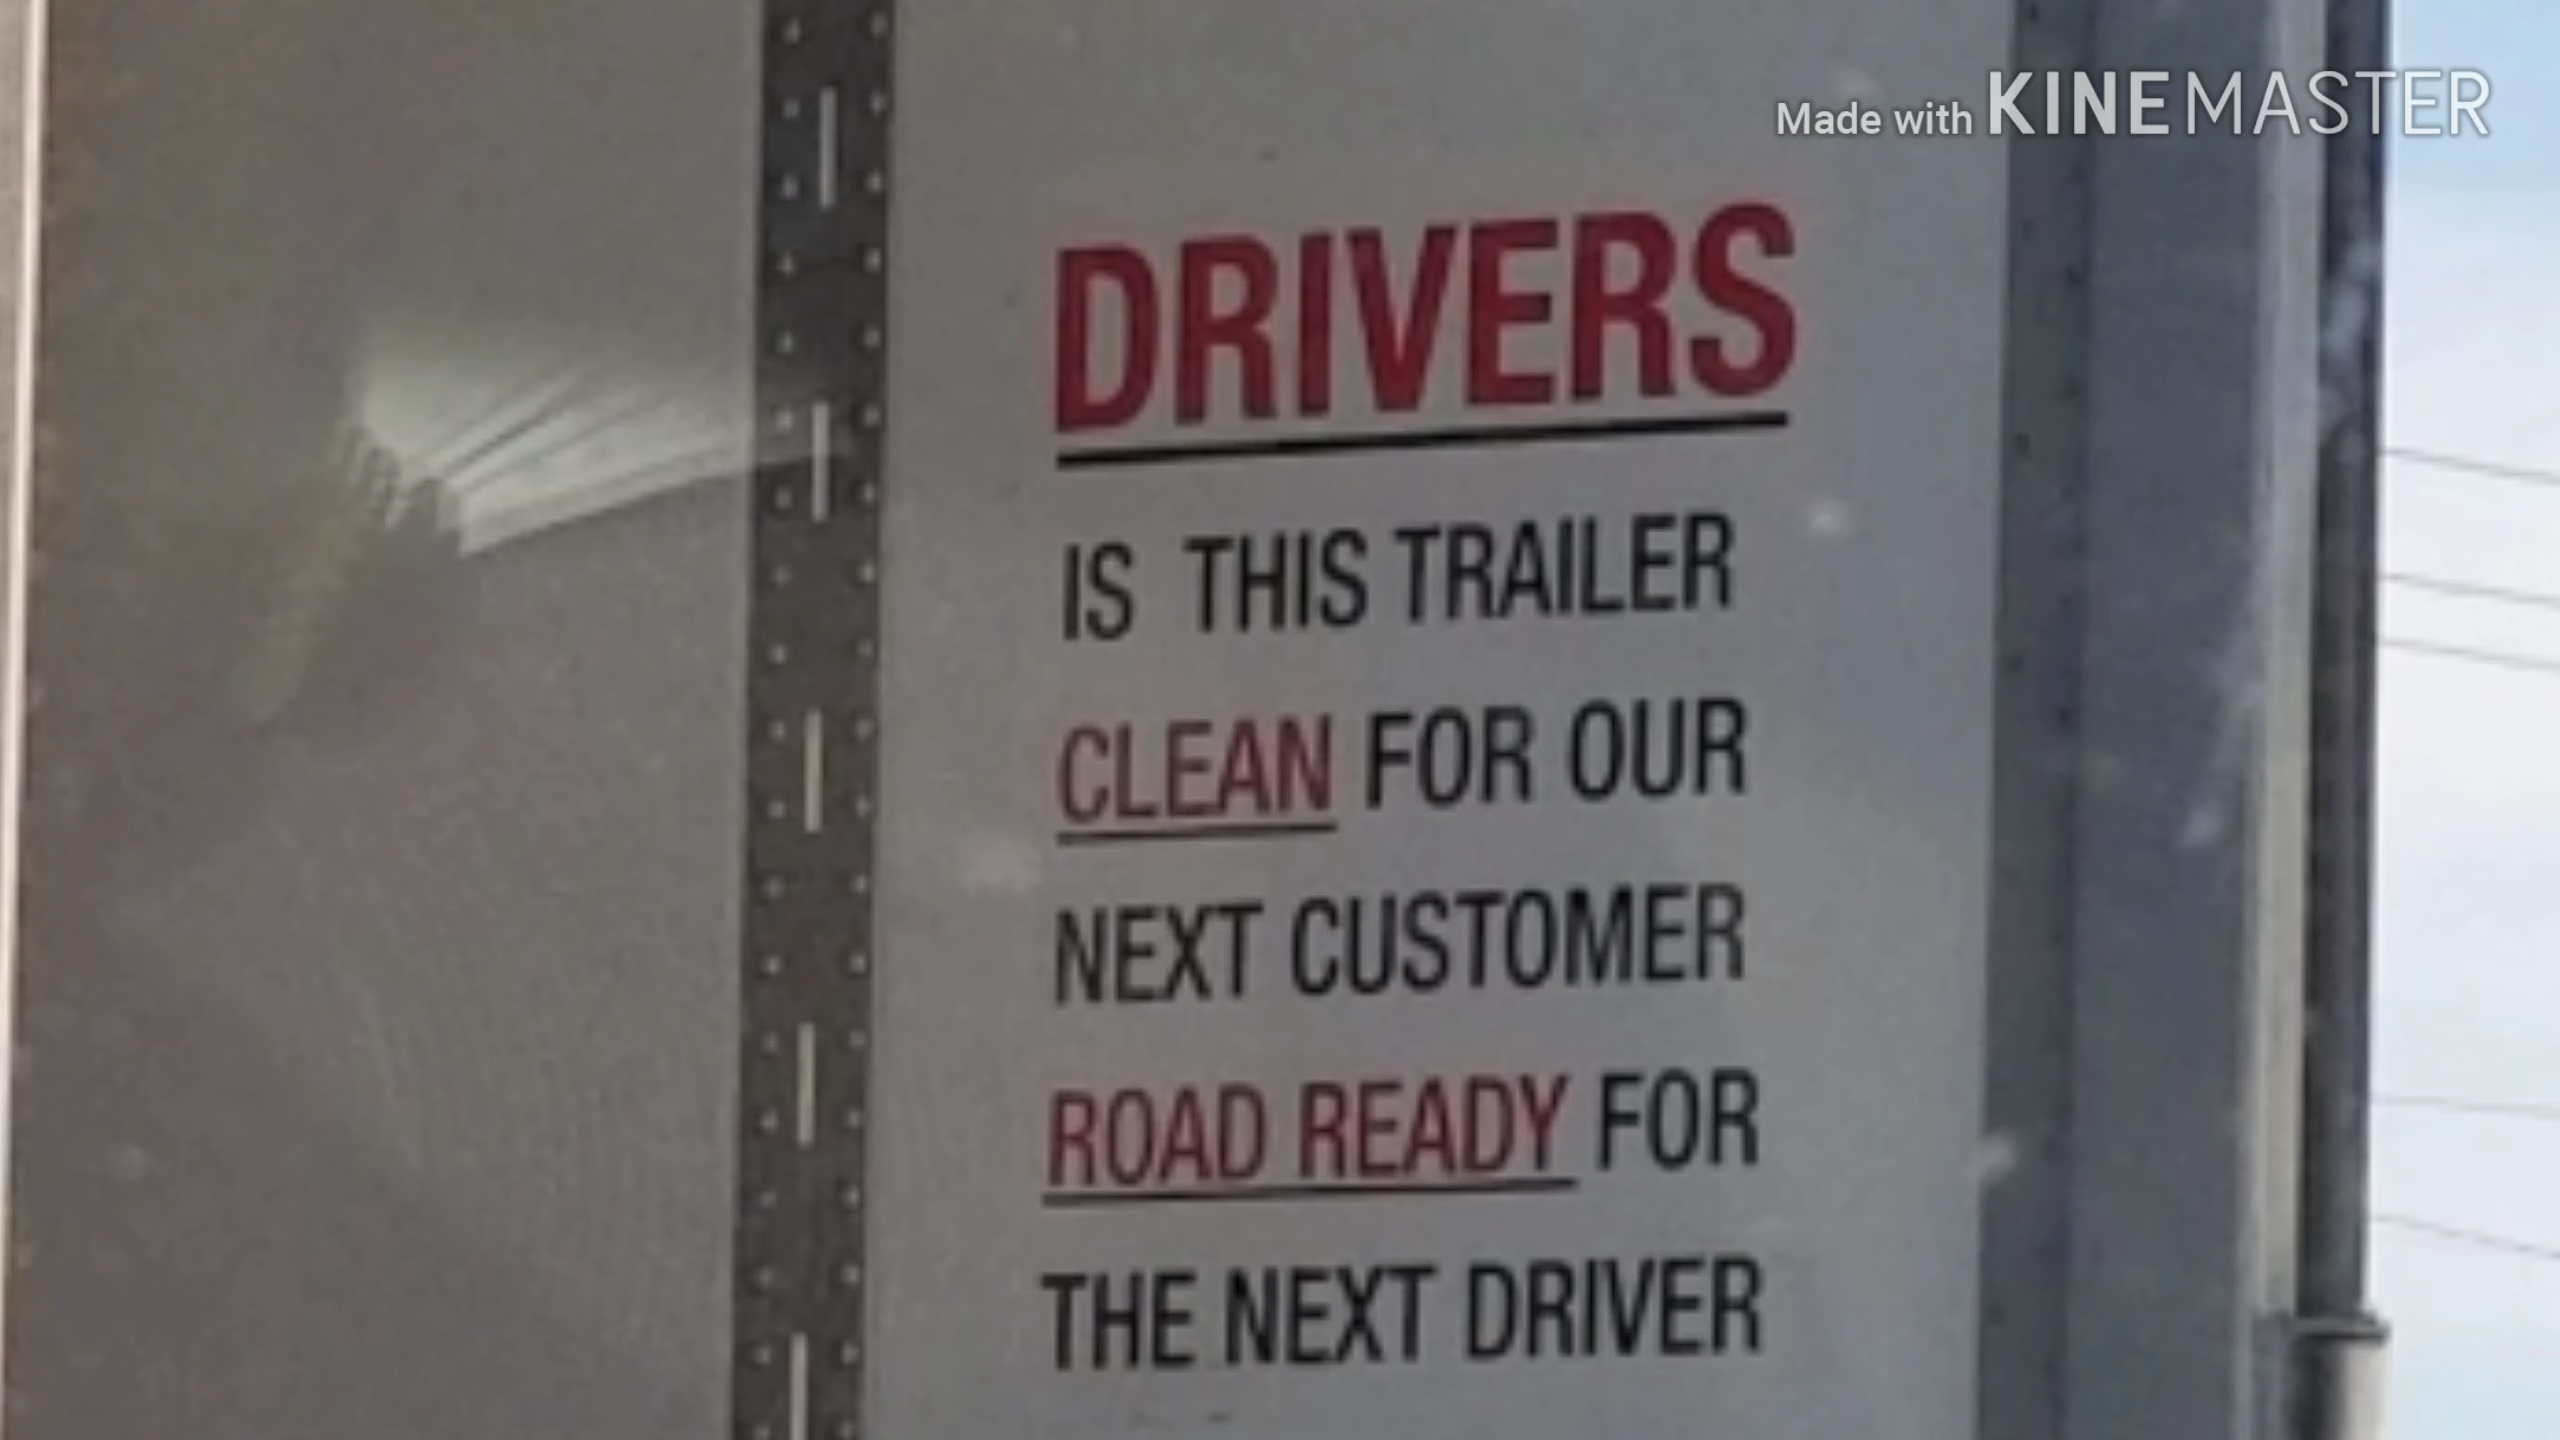 Made with KINEMASTER
DRIVERS
IS THIS TRAILER
CLEAN FOR OUR
NEXT CUSTOMER
ROAD READY FOR
THE NEXT DRIVER